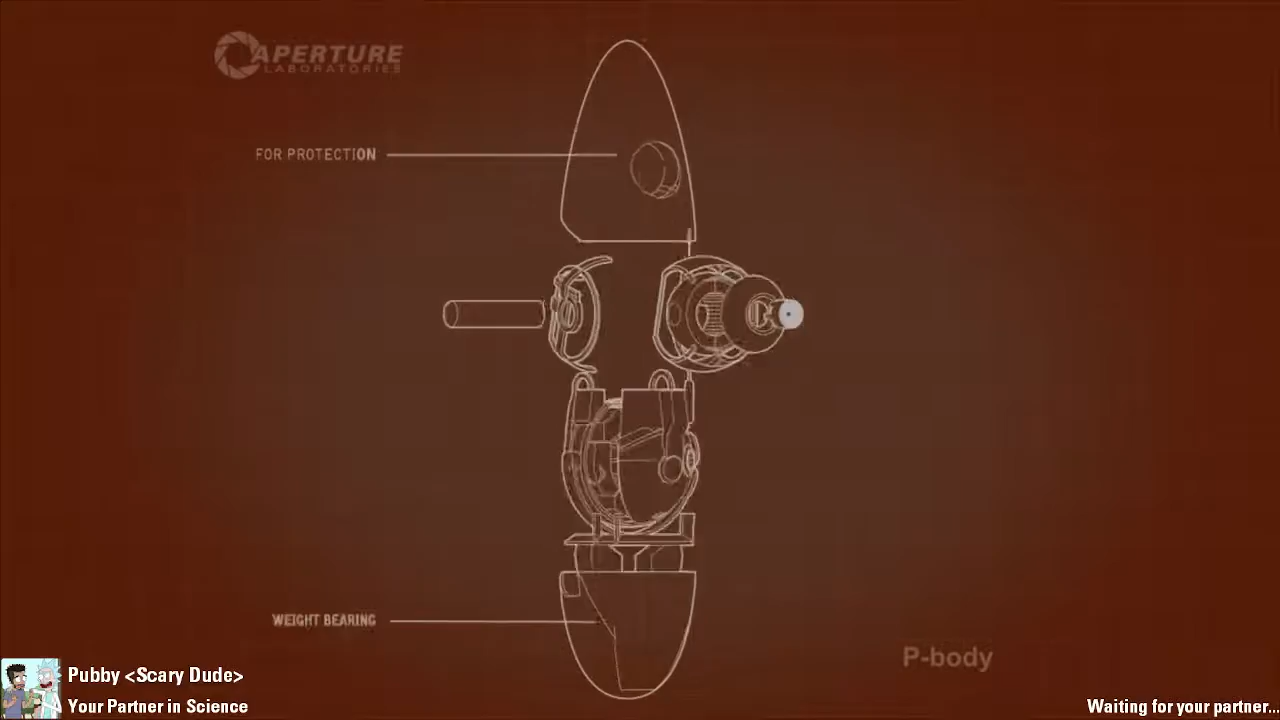 APERTURE
LABORATORIES
FOR PROTECTION
WEIGHT BEARING
P-body
Pubby <Scary Dude>
Your Partner in Science
Waiting for your partner...